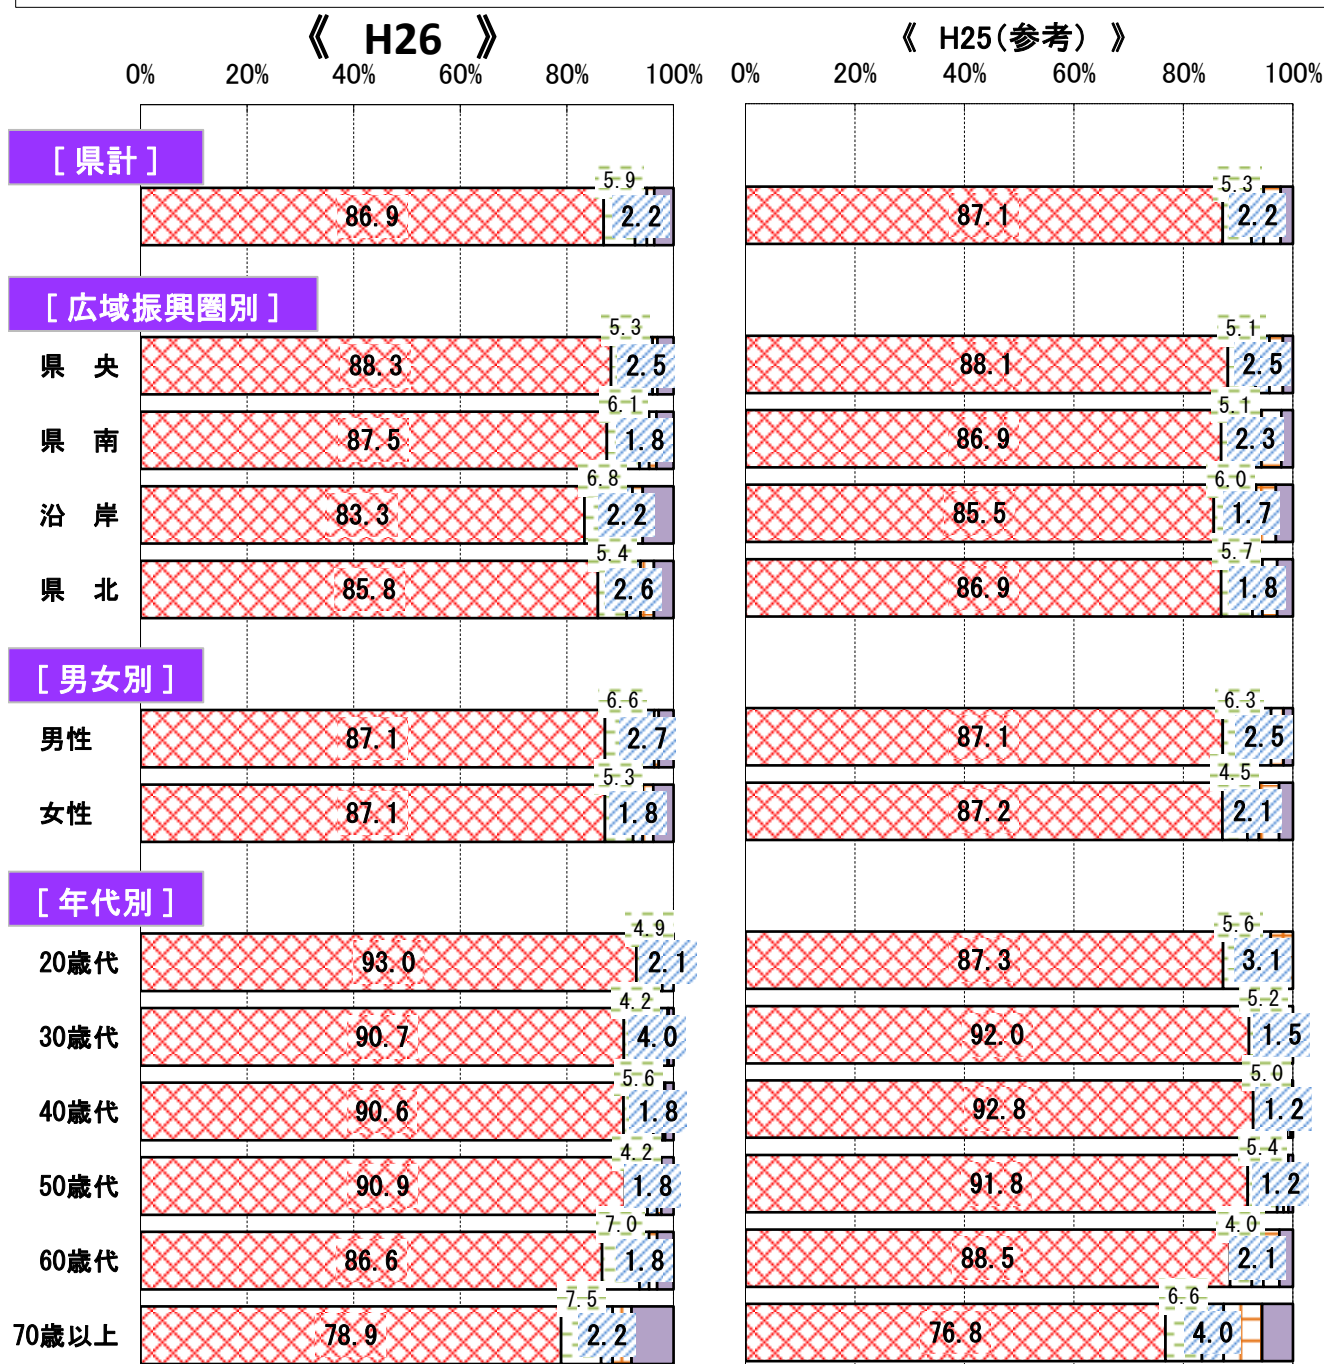 《 H26 》 《 H25(参考) 》
0% 20% 40% 60% 80% 100% 0% 20% 40% 60% 80% 100%
[ 県計 ]
5.9 5.3
86.9 2.2 87.1 2.2
[ 広域振興圏別 ]
5.3 5.1
県 央 88.3 2.5 88.1 2.5
6.1 5.1
県 南 87.5 1.8 86.9 2.3
6.8 6.0
沿 岸 83.3 2.2 85.5 1.7
5.4 5.7
県 北 85.8 2.6 86.9 1.8
[ 男女別 ]
6.6 6.3
男性 87.1 2.7 87.1 2.5
5.3 4.5
女性 87.1 1.8 87.2 2.1
[ 年代別 ]
4.9 5.6
20歳代 93.0 2.1 87.3 3.1
4.2 5.2
30歳代 90.7 4.0 92.0 1.5
5.6 5.0
40歳代 90.6 1.8 92.8 1.2
4.2 5.4
50歳代 90.9 1.8 91.8 1.2
7.0 4.0
60歳代 86.6 1.8 88.5 2.1
7.5 6.6
70歳以上 78.9 2.2 76.8 4.0